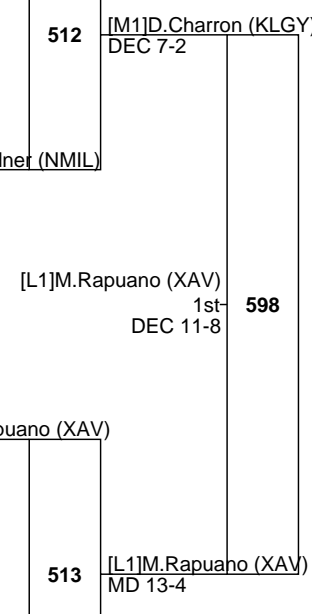 512
[M1]D.Charron (KLGY)
DEC 7-2
(NMIL)
[L1]M.Rapuano (XAV)
1st
598
DEC 11-8
(XAV)
513
[L1]M.Rapuano (XAV)
MD 13-4